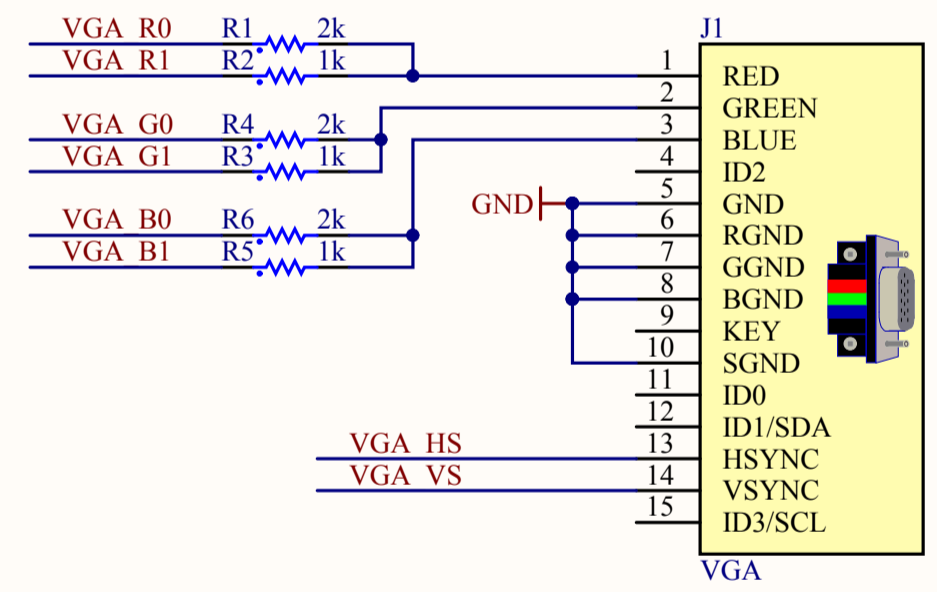 VGA R0 R1 2k J1
VGA R1 R2 1k 1 RED
2 GREEN
VGA G0 R4 2k 3 BLUE
VGA G1 R3 1k 4 ID2
GND 5 GND
VGA B0 R6 2k 6 RGND
VGA B1 R5 1k 7 GGND
8 BGND
9 KEY
10 SGND
11 ID0
12 ID1/SDA
VGA HS 13 HSYNC
VGA VS 14 VSYNC
15 ID3/SCL
VGA